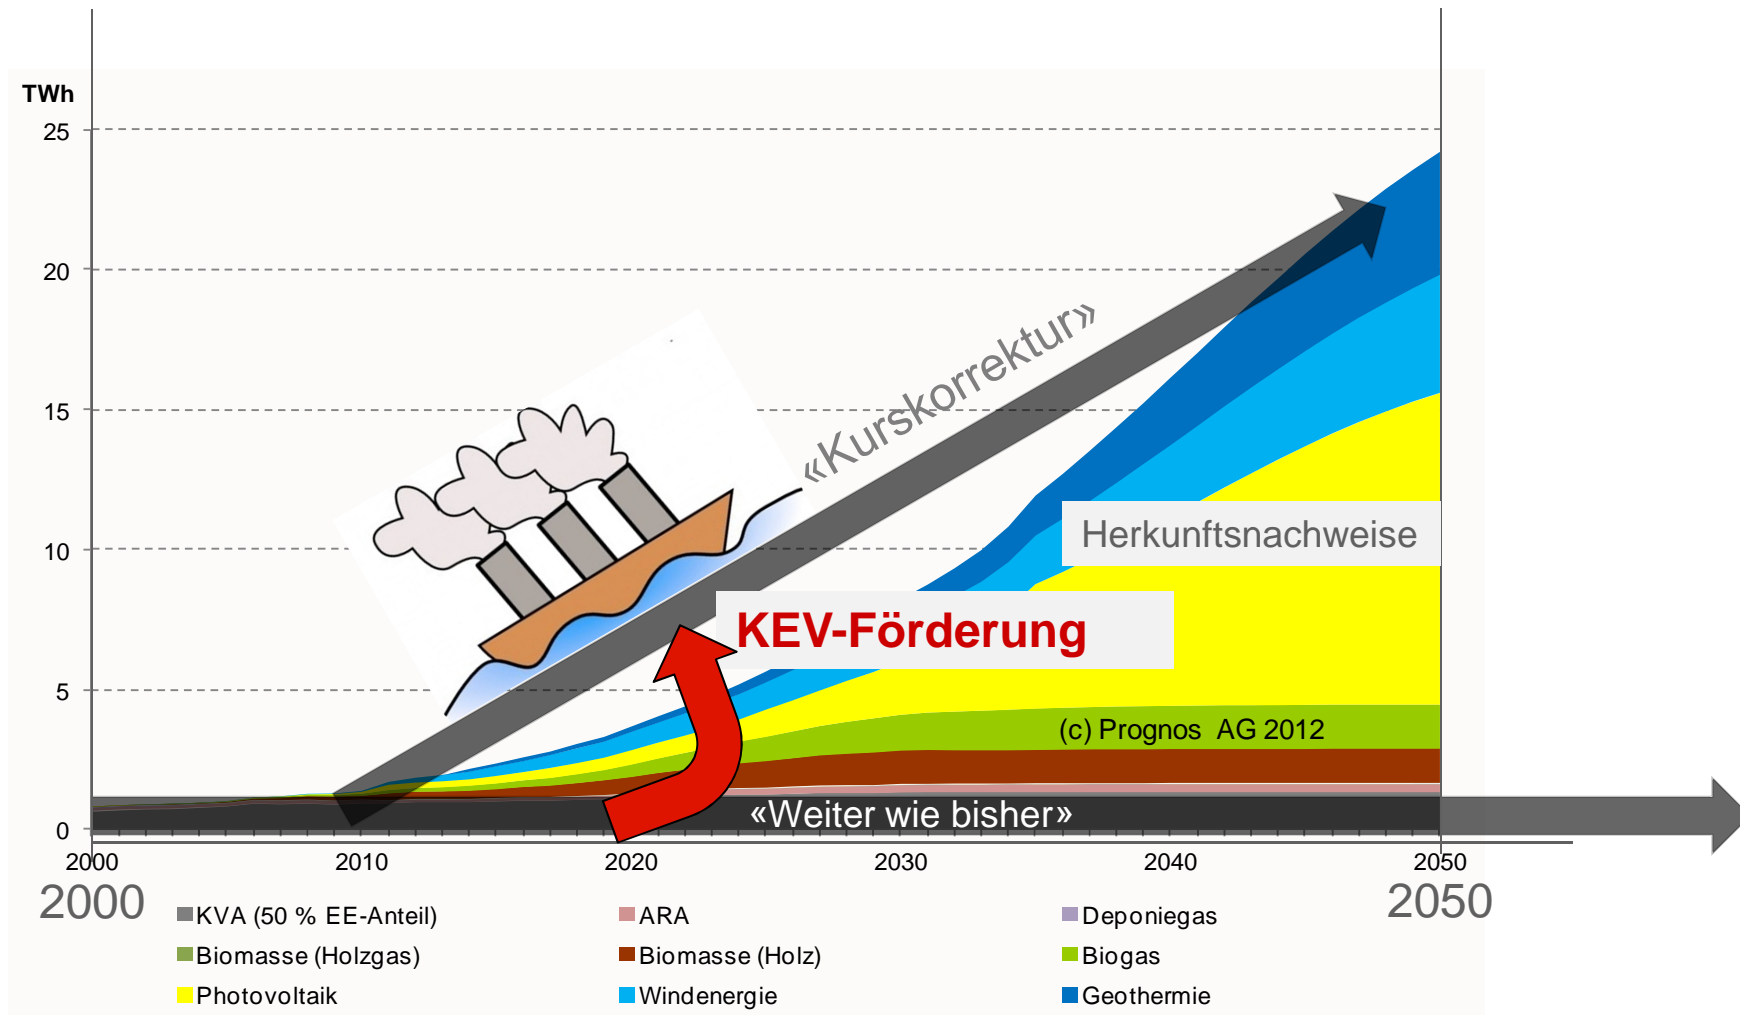 TWh
25
20
15
10
5
0
«Kurskorrektur»
Herkunftsnachweise
KEV-Förderung
(c) Prognos AG 2012
«Weiter wie bisher»
2000 2010 2020 2030 2040 2050
2000 2050
KVA (50 % EE-Anteil) ARA Deponiegas
Biomasse (Holzgas) Biomasse (Holz) Biogas
Photovoltaik Windenergie Geothermie